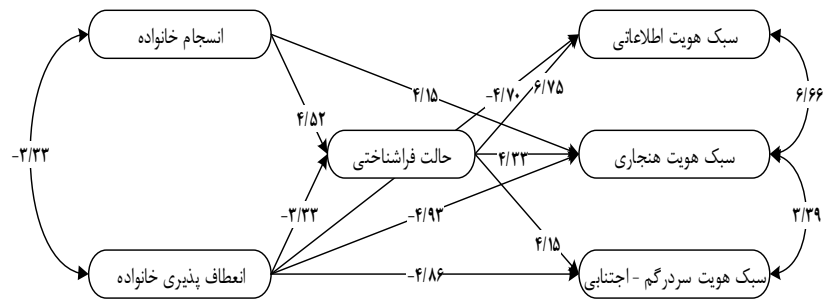 انسجام خانواده
سبک هویت اطلاعاتی
-۴/۷۰
۶/۷۵
۴/۱۵
۶/۶۶
۴/۵۲
-۳/۳۳
حالت فراشناختی
۴/۳۳
سبک هویت هنجاری
-۳/۳۳
-۴/۹۳
۳/۳۹
۴/۱۵
انعطاف پذیری خانواده
-۴/۸۶
سبک هویت سردرگم - اجتنابی